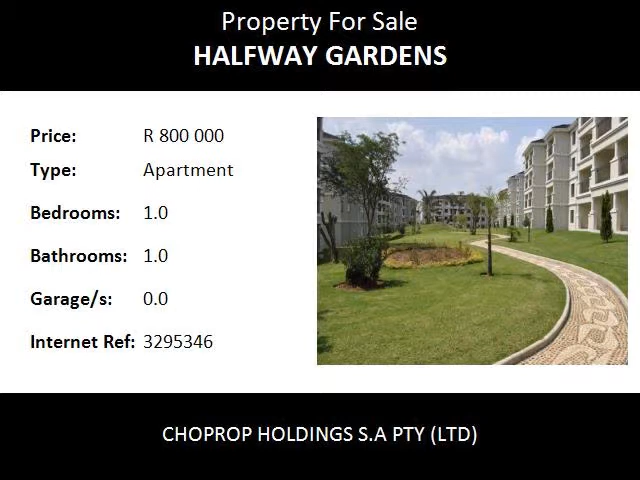 Property For Sale
HALFWAY GARDENS
Price: R 800 000
Type: Apartment
Bedrooms: 1.0
Bathrooms: 1.0
Garage/s: 0.0
Internet Ref: 3295346
CHOPROP HOLDINGS S.A PTY (LTD)